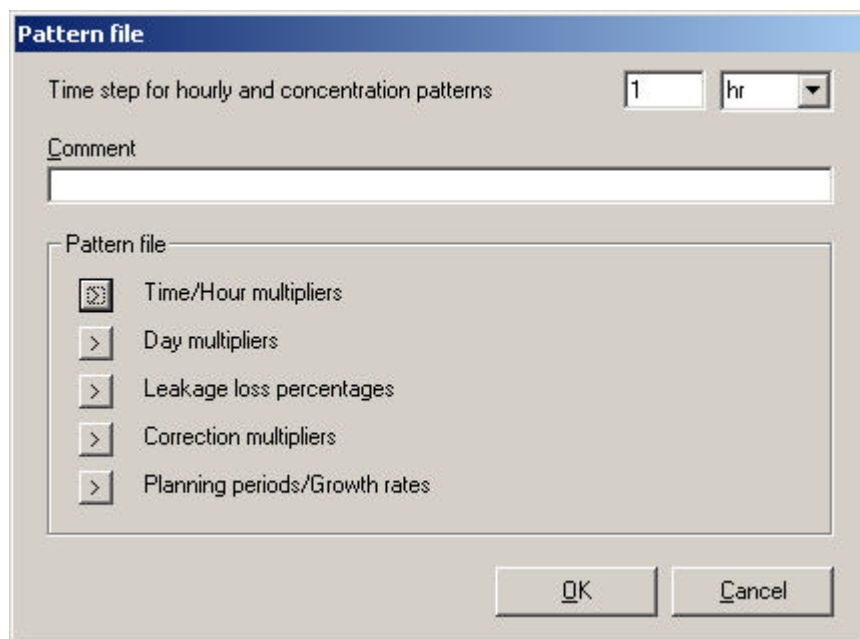 Pattern file
Time step for hourly and concentration patterns 1 hr
Comment
Pattern file
> Time/Hour multipliers
> Day multipliers
> Leakage loss percentages
> Correction multipliers
> Planning periods/Growth rates
OK Cancel